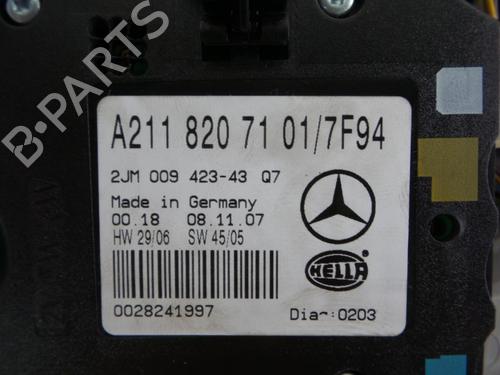 A211 820 71 01/7F94
2JM 009 423-43 Q7
Made in Germany
00.18 08.11.07
HW 29/06 SW 45/05
HELLA
0028241997
Diag:0203